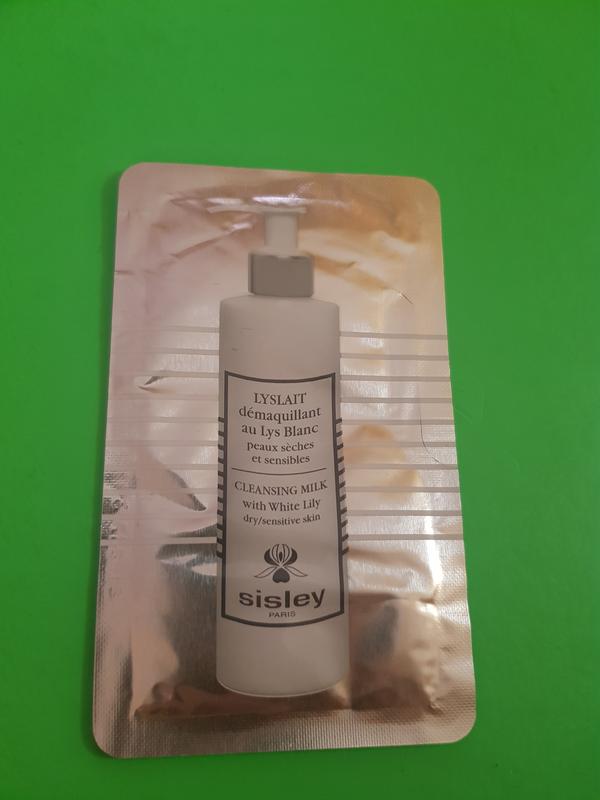 LYSLAIT
démaquillant
au Lys Blanc
peaux sèches
et sensibles
CLEANSING MILK
with White Lily
dry/sensitive skin
sisley
PARIS